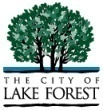 THE CITY OF
LAKE FOREST